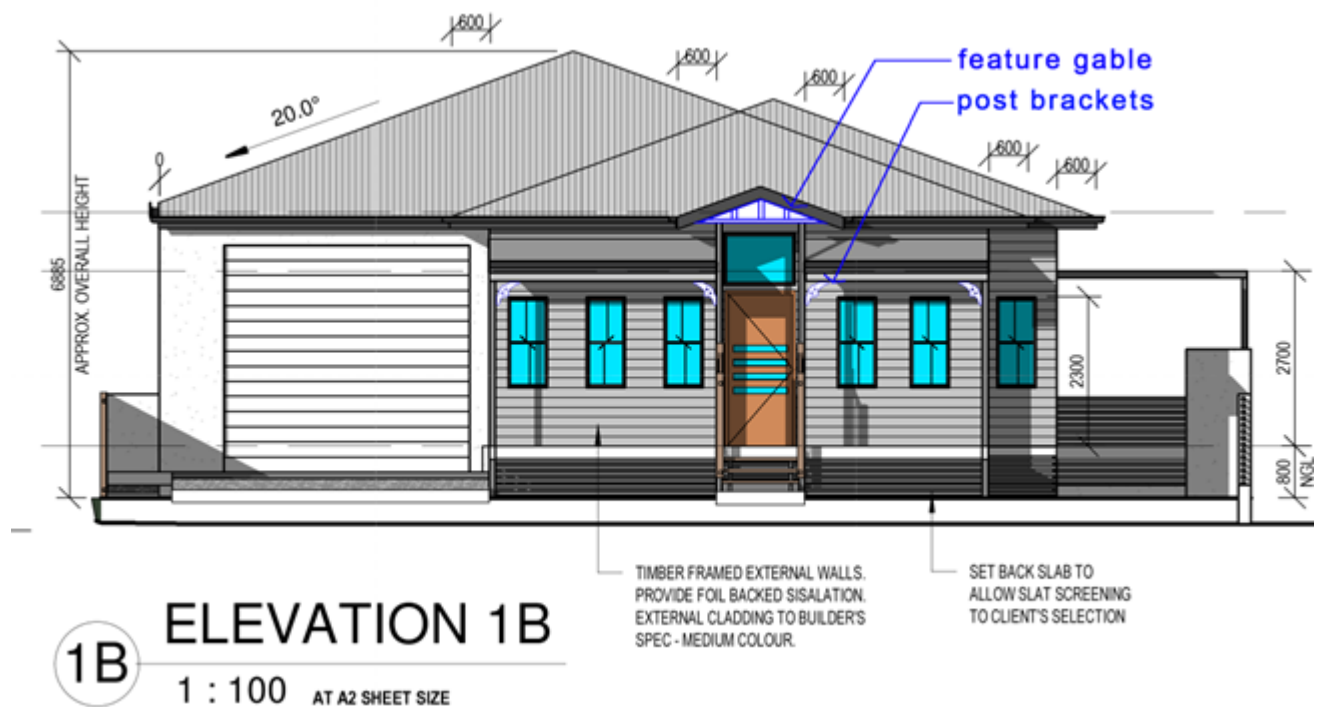 600
600
feature gable
600
post brackets
20.0°
600
600
0
6885
APPROX. OVERALL HEIGHT
2300
2700
800
NGL
TIMBER FRAMED EXTERNAL WALLS.
PROVIDE FOIL BACKED SISALATION.
EXTERNAL CLADDING TO BUILDER'S
SPEC - MEDIUM COLOUR.
SET BACK SLAB TO
ALLOW SLAT SCREENING
TO CLIENT'S SELECTION
1B
ELEVATION 1B
1 : 100 AT A2 SHEET SIZE